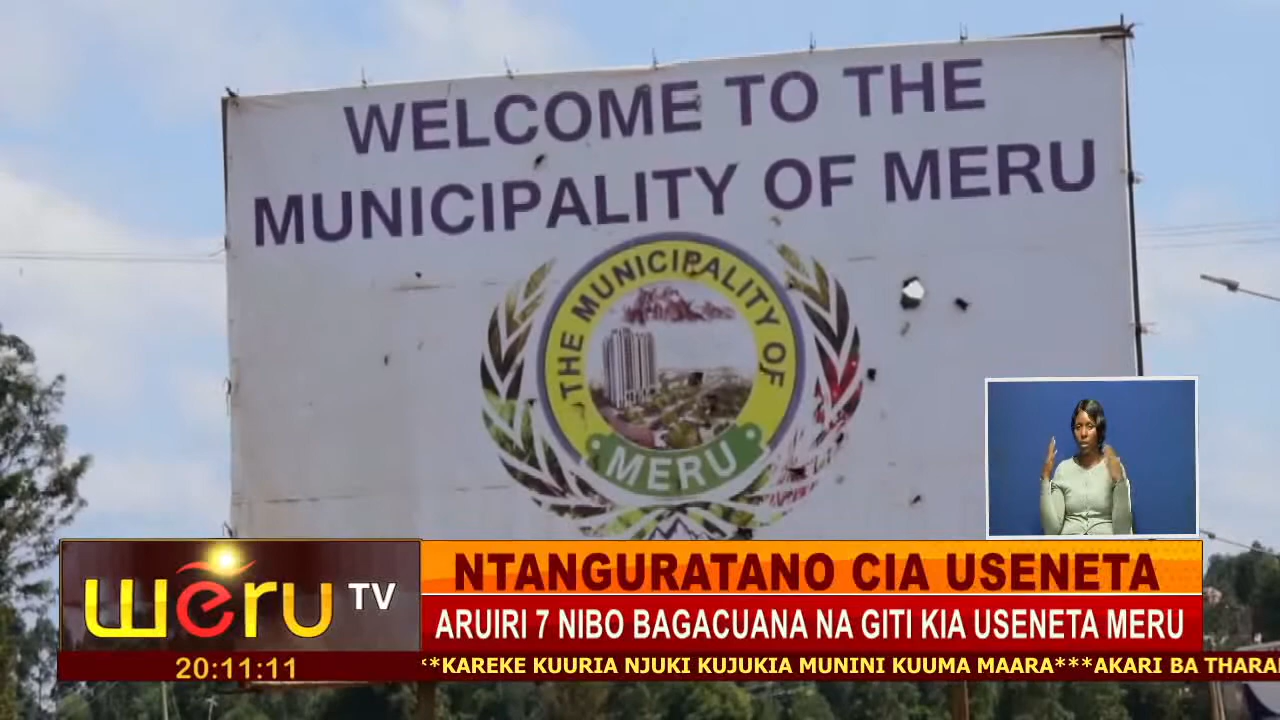 WELCOME TO THE
MUNICIPALITY OF MERU
THE MUNICIPALITY OF
MERU
weru TV
NTANGURATANO CIA USENETA
ARUIRI 7 NIBO BAGACUANA NA GITI KIA USENETA MERU
20:11:11
**KAREKE KUURIA NJUKI KUJUKIA MUNINI KUUMA MAARA***AKARI BA